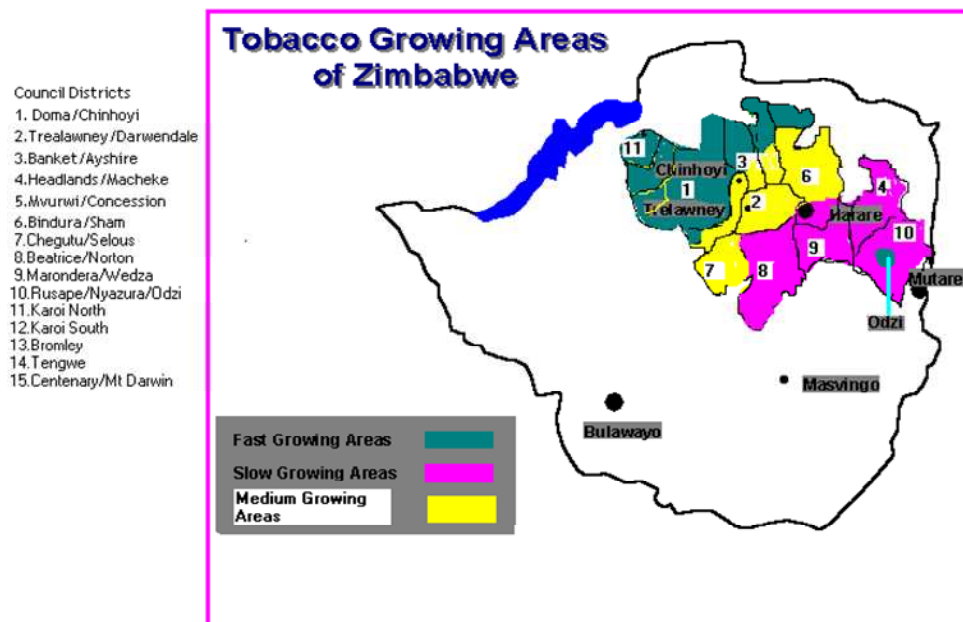 Tobacco Growing Areas
of Zimbabwe
Council Districts
1. Doma/Chinhoyi
2.Trealawney/Darwendale
3.Banket/Ayshire
4.Headlands/Macheke
5.Mvurwi/Concession
6.Bindura/Sham
7.Chegutu/Selous
8.Beatrice/Norton
9.Marondera/Wedza
10.Rusape/Nyazura/Odzi
11.Karoi North
12.Karoi South
13.Bromley
14.Tengwe
15.Centenary/Mt Darwin
11
3
Chinhoyi
6
4
1
2
Trelawney
Harare
10
9
7
8
Mutare
Odzi
Masvingo
Bulawayo
Fast Growing Areas
Slow Growing Areas
Medium Growing
Areas